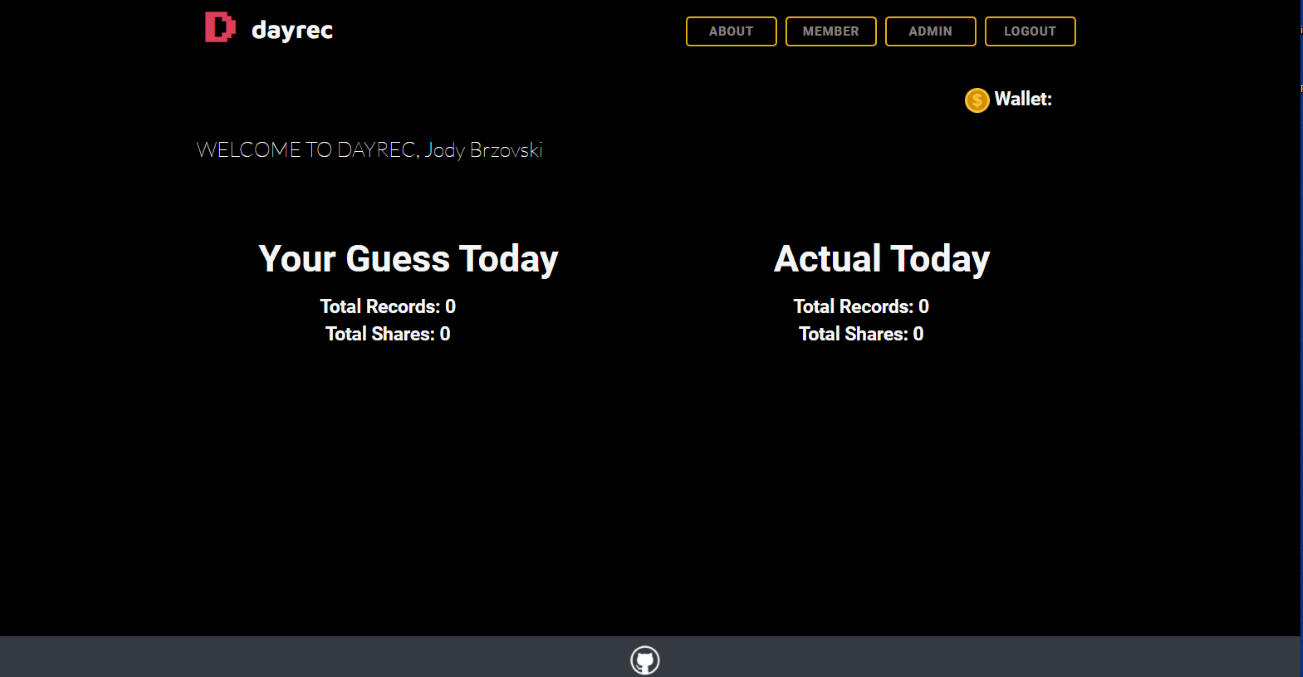 dayrec
ABOUT MEMBER ADMIN LOGOUT
$ Wallet:
WELCOME TO DAYREC, Jody Brzovski
Your Guess Today
Total Records: 0
Total Shares: 0
Actual Today
Total Records: 0
Total Shares: 0